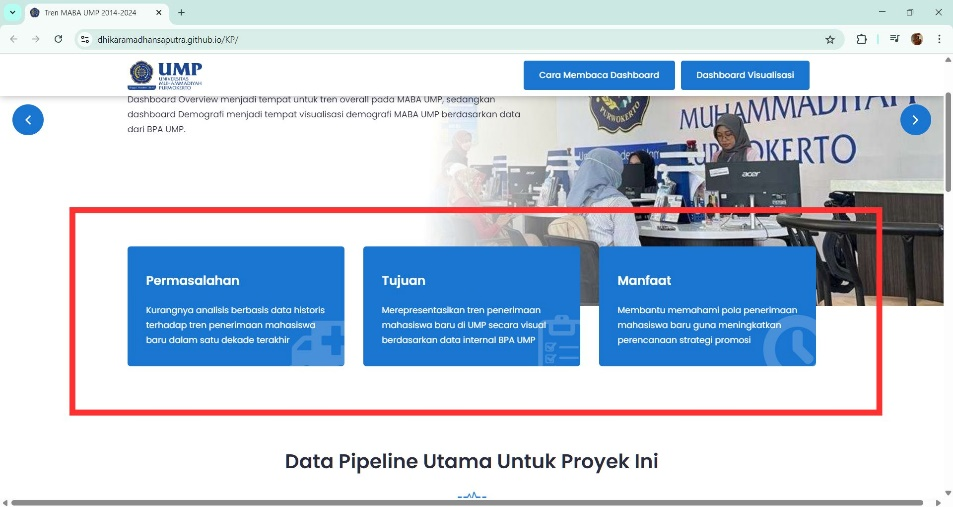 Tren MABA UMP 2014-2024
dhikaramadhansaputra.github.io/KP/
UMP
UNIVERSITAS
MUHAMMADIYAH
PURWOKERTO
Cara Membaca Dashboard
Dashboard Visualisasi
Dashboard Overview menjadi tempat untuk tren overall pada MABA UMP, sedangkan
dashboard Demografi menjadi tempat visualisasi demografi MABA UMP berdasarkan data
dari BPA UMP.
MUHAMMADIYAH
PURWOKERTO
acer
Permasalahan
Kurangnya analisis berbasis data historis
terhadap tren penerimaan mahasiswa
baru dalam satu dekade terakhir
Tujuan
Merepresentasikan tren penerimaan
mahasiswa baru di UMP secara visual
berdasarkan data internal BPA UMP
Manfaat
Membantu memahami pola penerimaan
mahasiswa baru guna meningkatkan
perencanaan strategi promosi
Data Pipeline Utama Untuk Proyek Ini